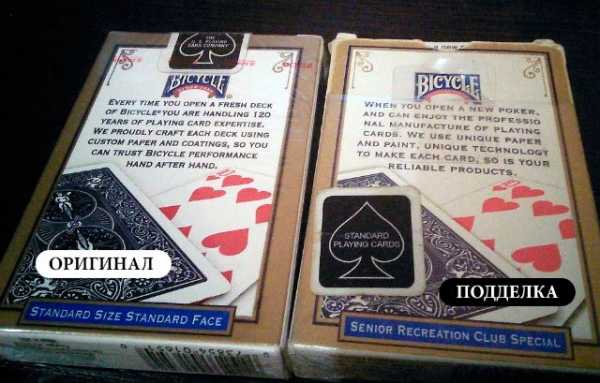 THE
U. S. PLAYING
CARD COMPANY
BICYCLE
EVERY TIME YOU OPEN A FRESH DECK
OF BICYCLE® YOU ARE HANDLING 120
YEARS OF PLAYING CARD EXPERTISE.
WE PROUDLY CRAFT EACH DECK USING
CUSTOM PAPER AND COATINGS, SO YOU
CAN TRUST BICYCLE PERFORMANCE
HAND AFTER HAND.
ОРИГИНАЛ
STANDARD SIZE STANDARD FACE
BICYCLE
WHEN YOU OPEN A NEW POKER,
AND CAN ENJOY THE PROFESSIO
NAL MANUFACTURE OF PLAYING
CARDS. WE USE UNIQUE PAPER
AND PAINT, UNIQUE TECHNOLOGY
TO MAKE EACH CARD, SO IS YOUR
RELIABLE PRODUCTS.
STANDARD
PLAYING CARDS
ПОДДЕЛКА
SENIOR RECREATION CLUB SPECIAL